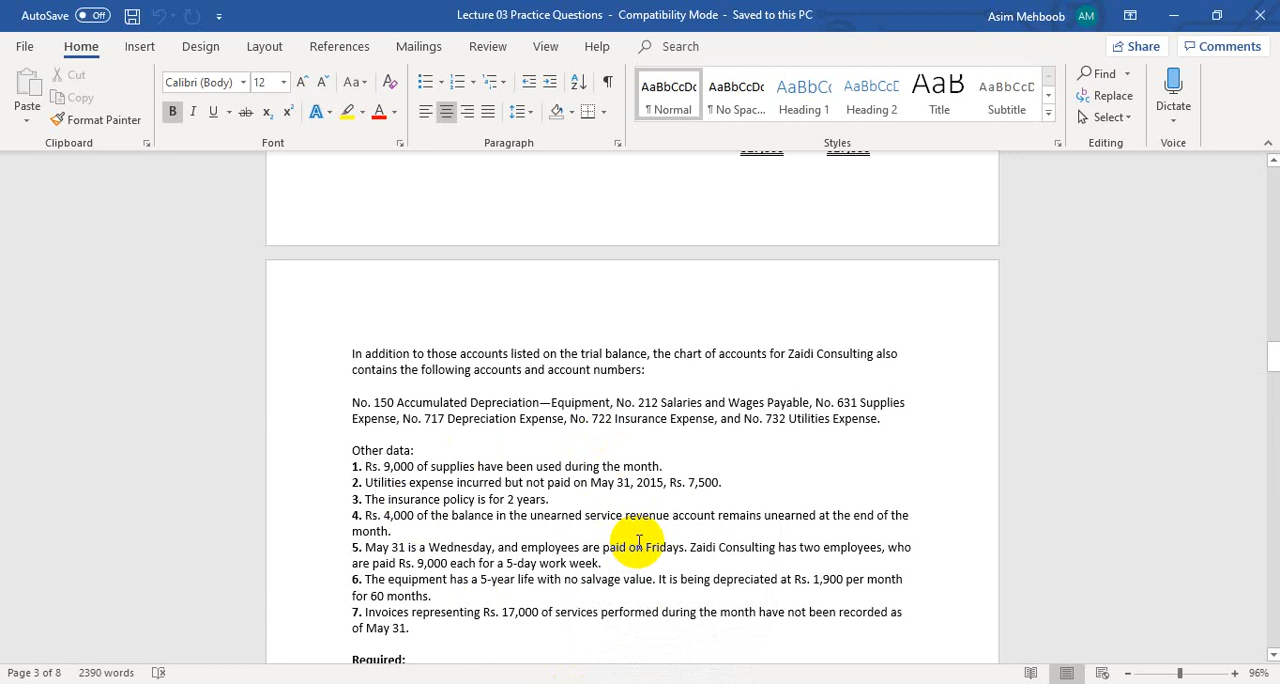 AutoSave Off Lecture 03 Practice Questions - Compatibility Mode - Saved to this PC Asim Mehboob AM
File Home Insert Design Layout References Mailings Review View Help Search Share Comments
Paste Cut Copy Format Painter
Calibri (Body) 12
AaBbCcDc AaBbCcDc AaBbCc AaBbCcD AaB AaBbCcD
¶ Normal ¶ No Spac... Heading 1 Heading 2 Title Subtitle
Find Replace Select
Dictate
Clipboard Font Paragraph Styles Editing Voice
In addition to those accounts listed on the trial balance, the chart of accounts for Zaidi Consulting also
contains the following accounts and account numbers:
No. 150 Accumulated Depreciation—Equipment, No. 212 Salaries and Wages Payable, No. 631 Supplies
Expense, No. 717 Depreciation Expense, No. 722 Insurance Expense, and No. 732 Utilities Expense.
Other data:
1. Rs. 9,000 of supplies have been used during the month.
2. Utilities expense incurred but not paid on May 31, 2015, Rs. 7,500.
3. The insurance policy is for 2 years.
4. Rs. 4,000 of the balance in the unearned service revenue account remains unearned at the end of the
month.
5. May 31 is a Wednesday, and employees are paid on Fridays. Zaidi Consulting has two employees, who
are paid Rs. 9,000 each for a 5-day work week.
6. The equipment has a 5-year life with no salvage value. It is being depreciated at Rs. 1,900 per month
for 60 months.
7. Invoices representing Rs. 17,000 of services performed during the month have not been recorded as
of May 31.
Required:
Page 3 of 8 2390 words 96%